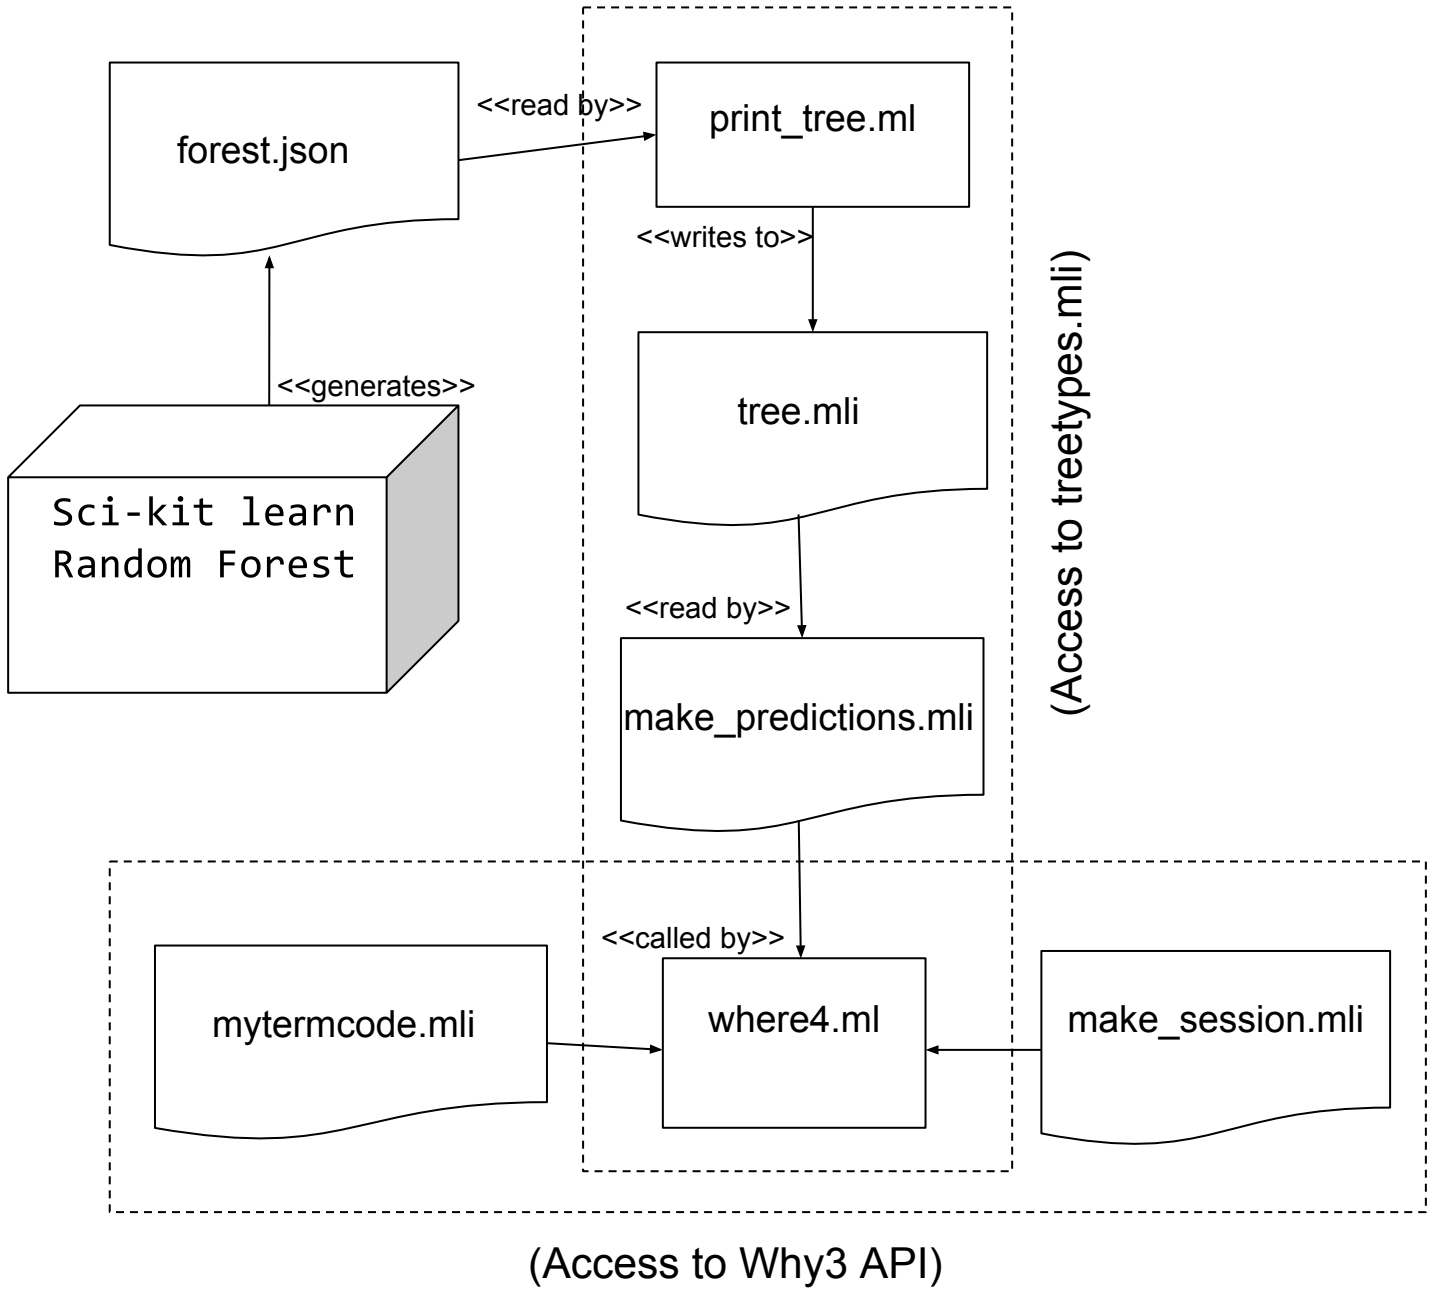 <<read by>>
print_tree.ml
forest.json
<<writes to>>
(Access to treetypes.mli)
<<generates>>
tree.mli
Sci-kit learn
Random Forest
<<read by>>
make_predictions.mli
<<called by>>
mytermcode.mli
where4.ml
make_session.mli
(Access to Why3 API)